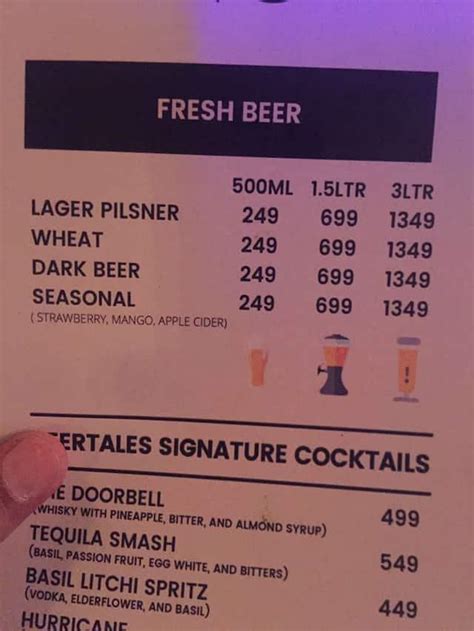 FRESH BEER
500ML 1.5LTR 3LTR
LAGER PILSNER 249 699 1349
WHEAT 249 699 1349
DARK BEER 249 699 1349
SEASONAL 249 699 1349
( STRAWBERRY, MANGO, APPLE CIDER)
ERTALES SIGNATURE COCKTAILS
E DOORBELL 499
(WHISKY WITH PINEAPPLE, BITTER, AND ALMOND SYRUP)
TEQUILA SMASH 549
(BASIL, PASSION FRUIT, EGG WHITE, AND BITTERS)
BASIL LITCHI SPRITZ 449
(VODKA, ELDERFLOWER, AND BASIL)
HURRICANE